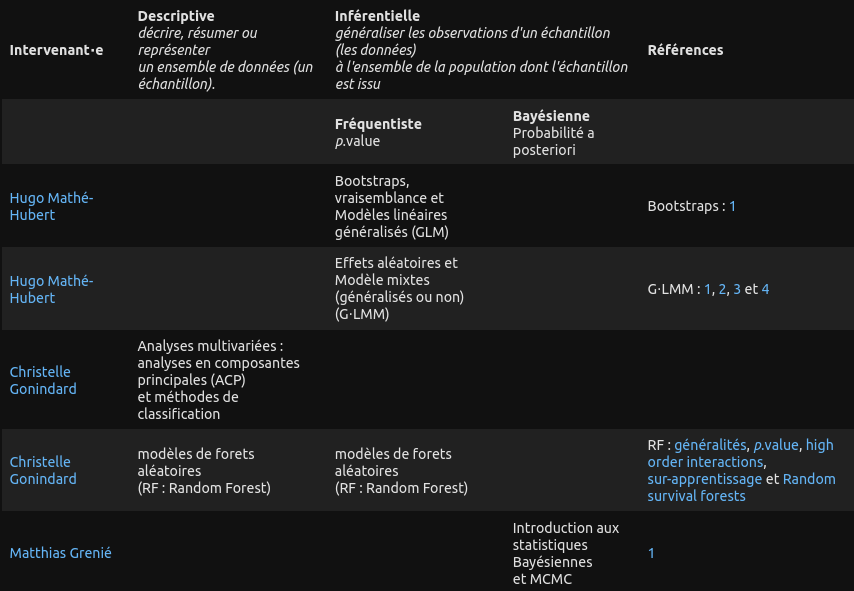 Intervenant·e
Descriptive
décrire, résumer ou
représenter
un ensemble de données (un
échantillon).
Inférentielle
généraliser les observations d'un échantillon
(les données)
à l'ensemble de la population dont l'échantillon
est issu
Références
Fréquentiste
p.value
Bayésienne
Probabilité a
posteriori
Hugo Mathé-
Hubert
Bootstraps,
vraisemblance et
Modèles linéaires
généralisés (GLM)
Bootstraps : 1
Hugo Mathé-
Hubert
Effets aléatoires et
Modèle mixtes
(généralisés ou non)
(G·LMM)
G·LMM : 1, 2, 3 et 4
Christelle
Gonindard
Analyses multivariées :
analyses en composantes
principales (ACP)
et méthodes de
classification
Christelle
Gonindard
modèles de forets
aléatoires
(RF : Random Forest)
modèles de forets
aléatoires
(RF : Random Forest)
RF : généralités, p.value, high
order interactions,
sur-apprentissage et Random
survival forests
Matthias Grenié
Introduction aux
statistiques
Bayésiennes
et MCMC
1